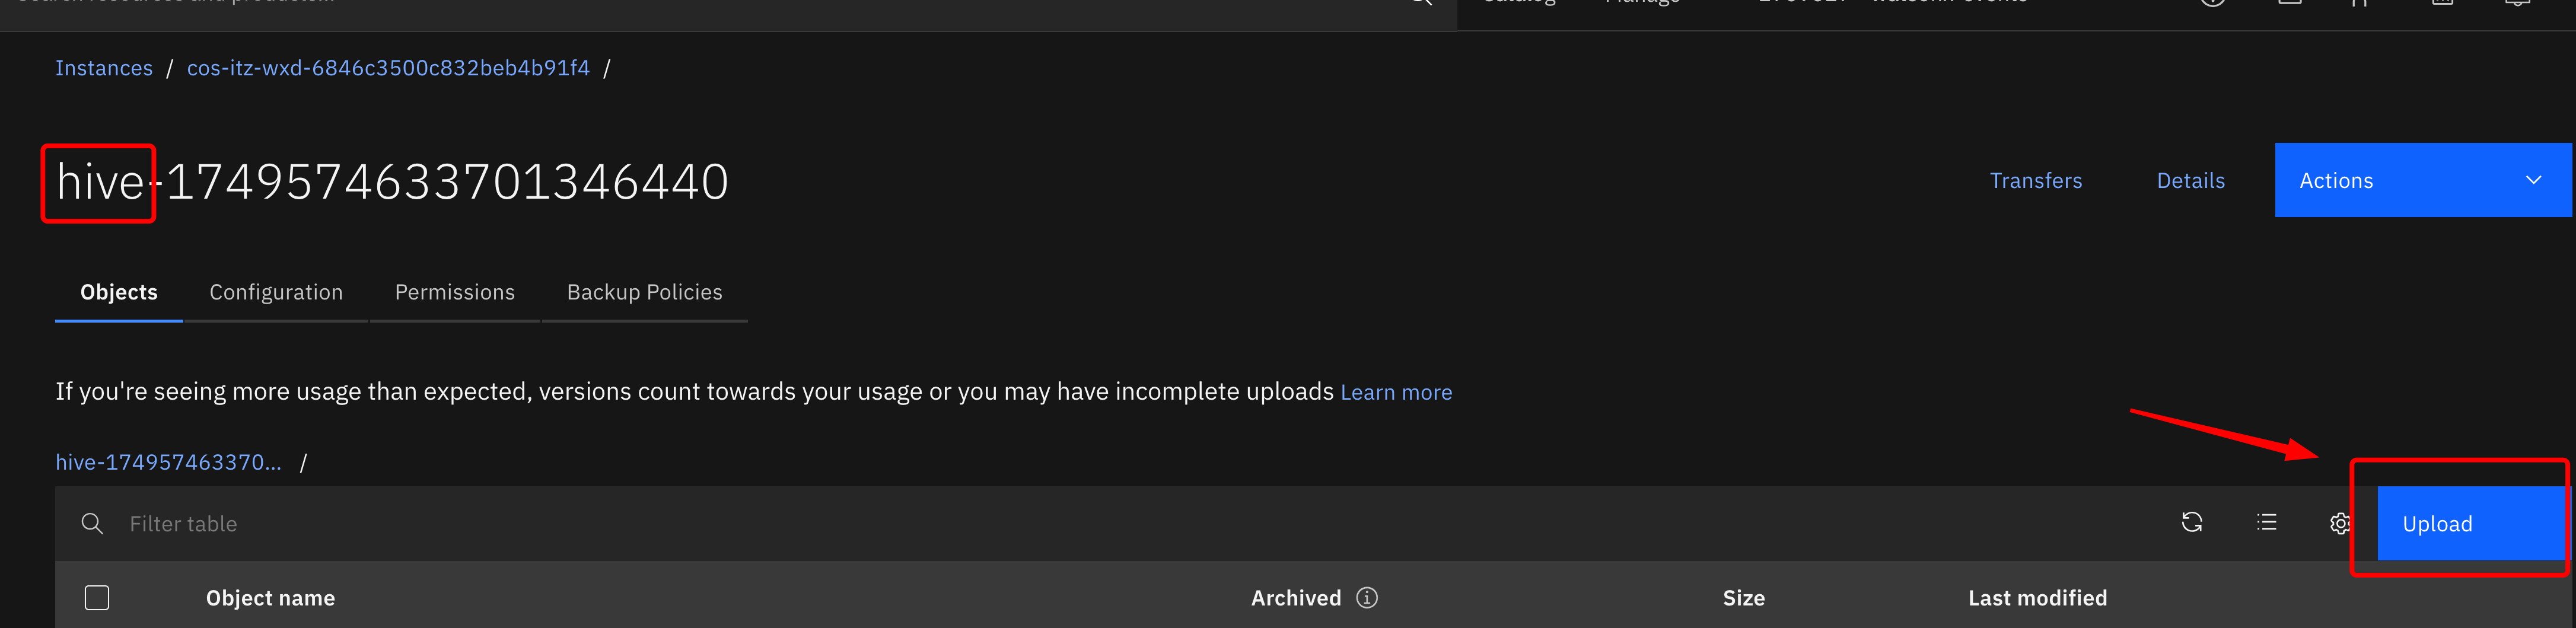 Instances / cos-itz-wxd-6846c3500c832beb4b91f4 /
hive-1749574633701346440
Transfers Details Actions
Objects Configuration Permissions Backup Policies
If you're seeing more usage than expected, versions count towards your usage or you may have incomplete uploads Learn more
hive-174957463370... /
Filter table Upload
Object name Archived Size Last modified